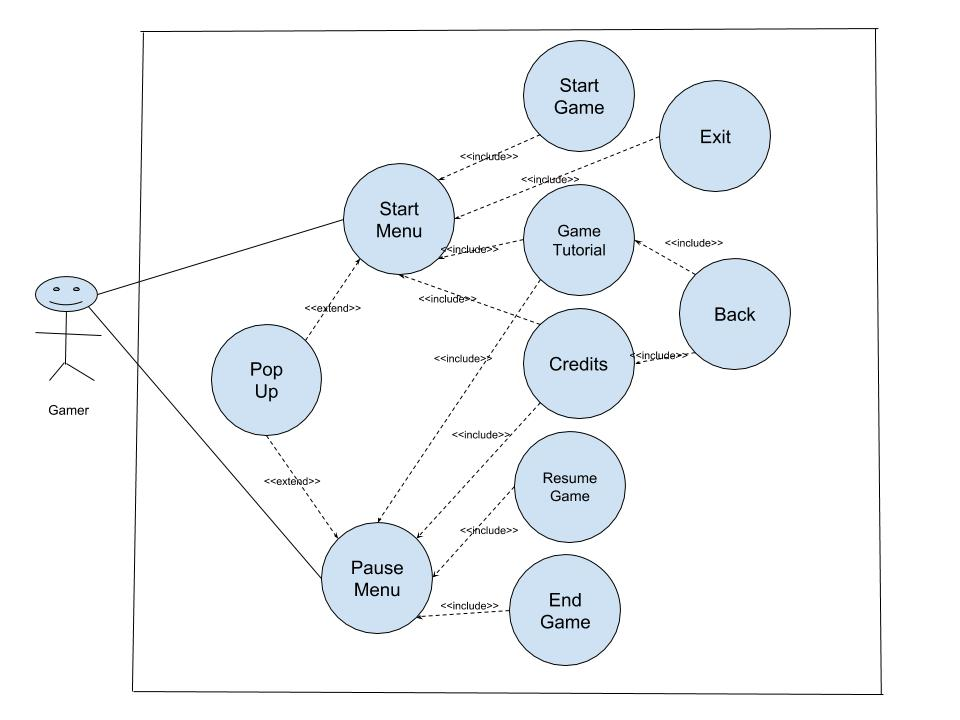 Start
Game
Exit
<<include>>
<<include>>
Start
Menu
Game
Tutorial
<<include>>
<<include>>
<<include>>
<<extend>>
Back
<<include>>
<<include>>
Pop
Up
Credits
Gamer
<<include>>
Resume
Game
<<extend>>
<<include>>
Pause
Menu
<<include>>
End
Game